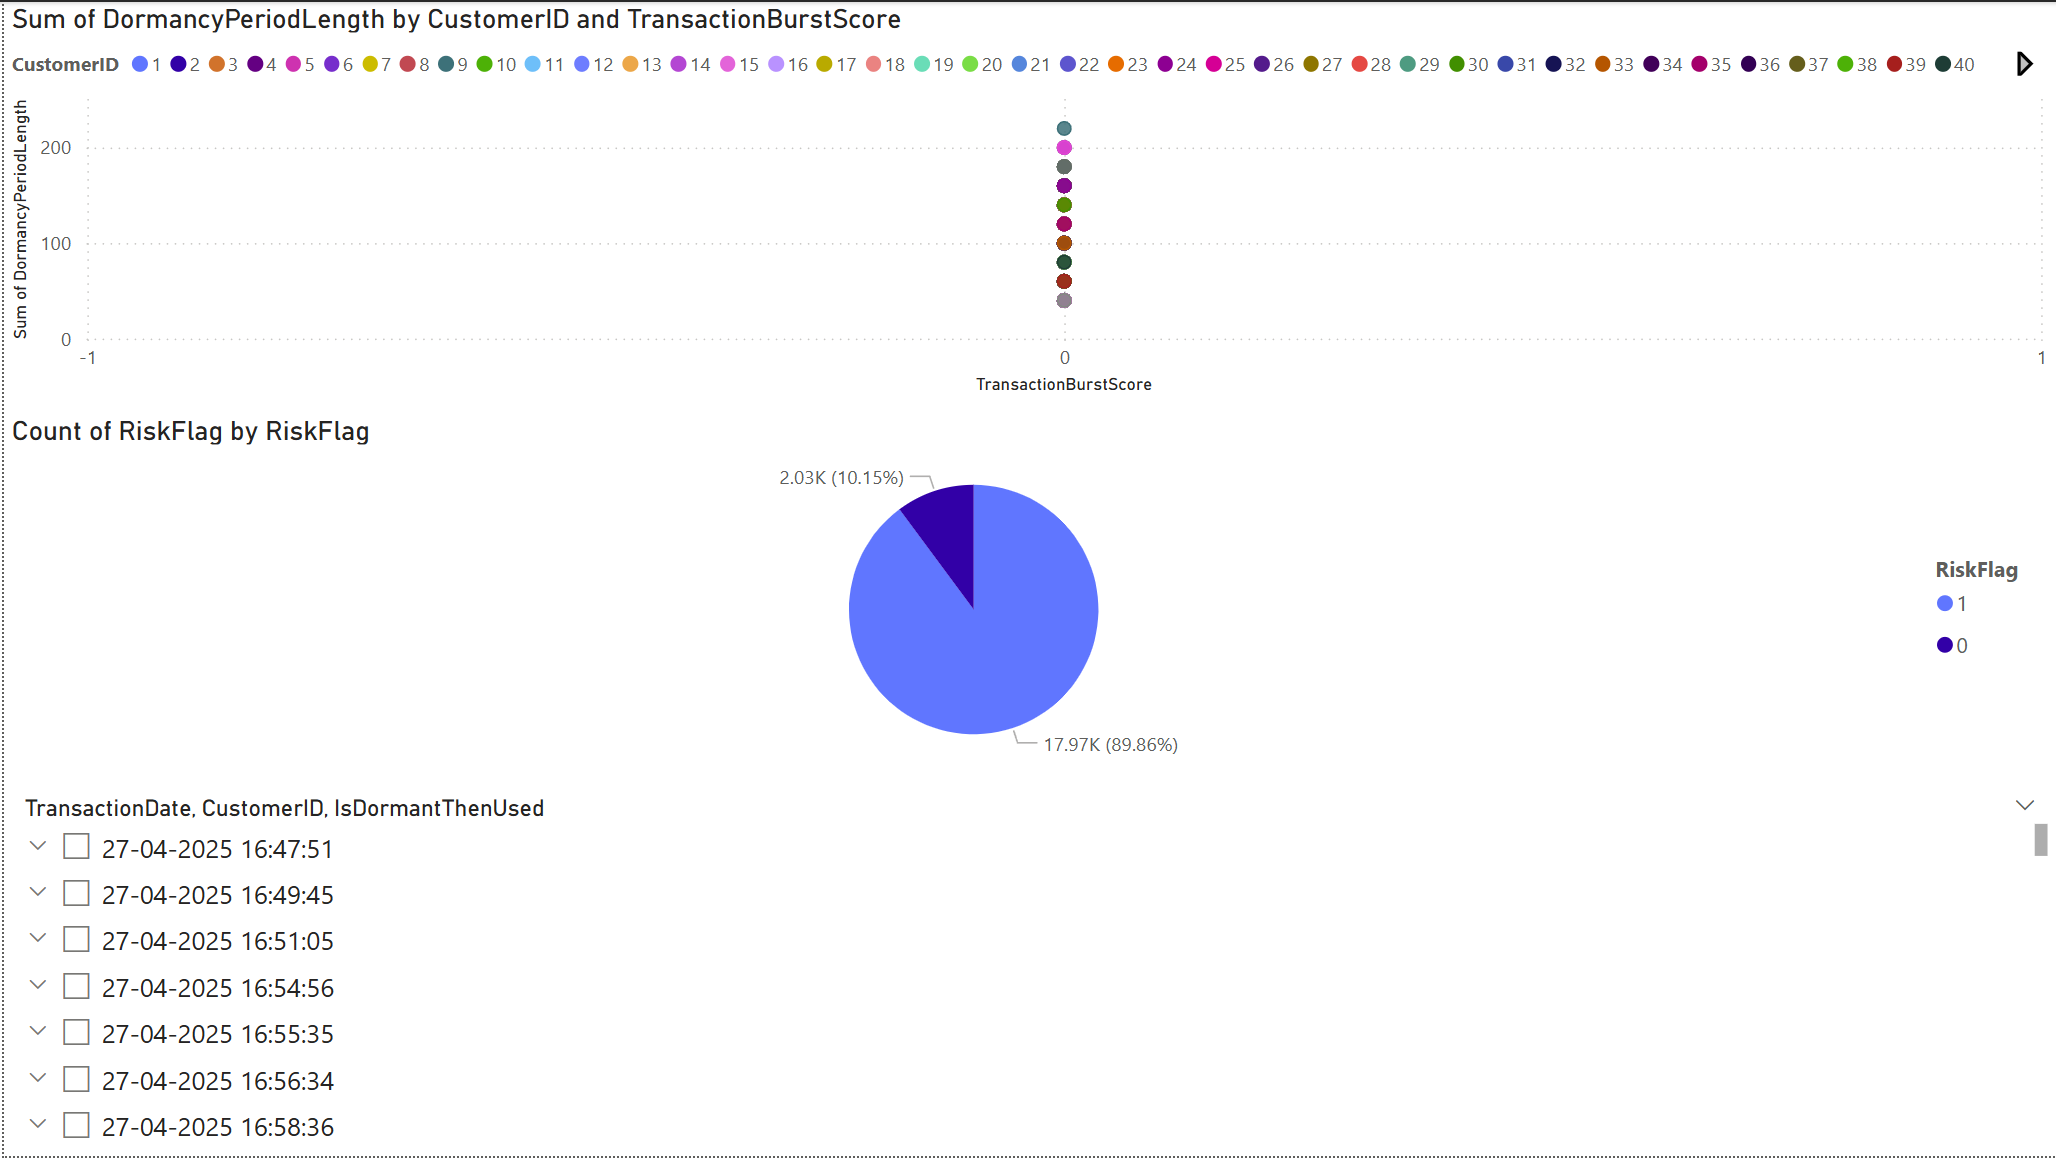 Sum of DormancyPeriodLength by CustomerID and TransactionBurstScore
CustomerID 1 2 3 4 5 6 7 8 9 10 11 12 13 14 15 16 17 18 19 20 21 22 23 24 25 26 27 28 29 30 31 32 33 34 35 36 37 38 39 40
Sum of DormancyPeriodLength
200
100
0
-1 0 1
TransactionBurstScore
Count of RiskFlag by RiskFlag
2.03K (10.15%)
17.97K (89.86%)
RiskFlag
1
0
TransactionDate, CustomerID, IsDormantThenUsed
27-04-2025 16:47:51
27-04-2025 16:49:45
27-04-2025 16:51:05
27-04-2025 16:54:56
27-04-2025 16:55:35
27-04-2025 16:56:34
27-04-2025 16:58:36